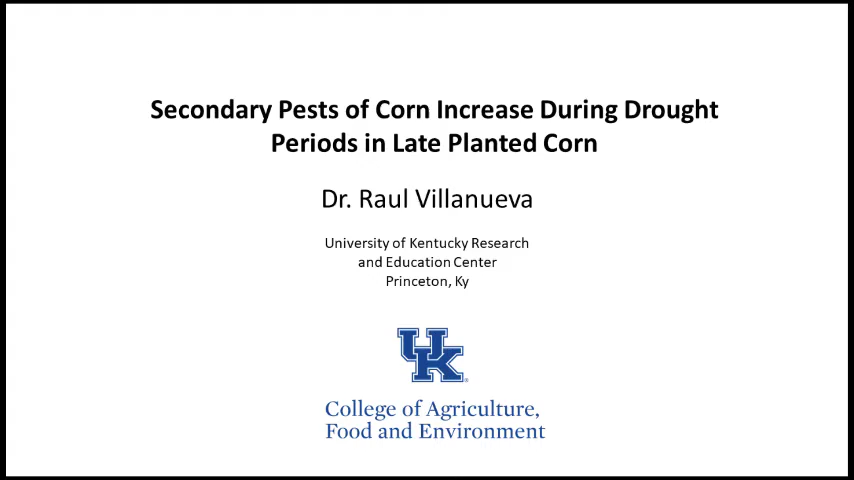 Secondary Pests of Corn Increase During Drought
Periods in Late Planted Corn
Dr. Raul Villanueva
University of Kentucky Research
and Education Center
Princeton, Ky
UK
College of Agriculture,
Food and Environment